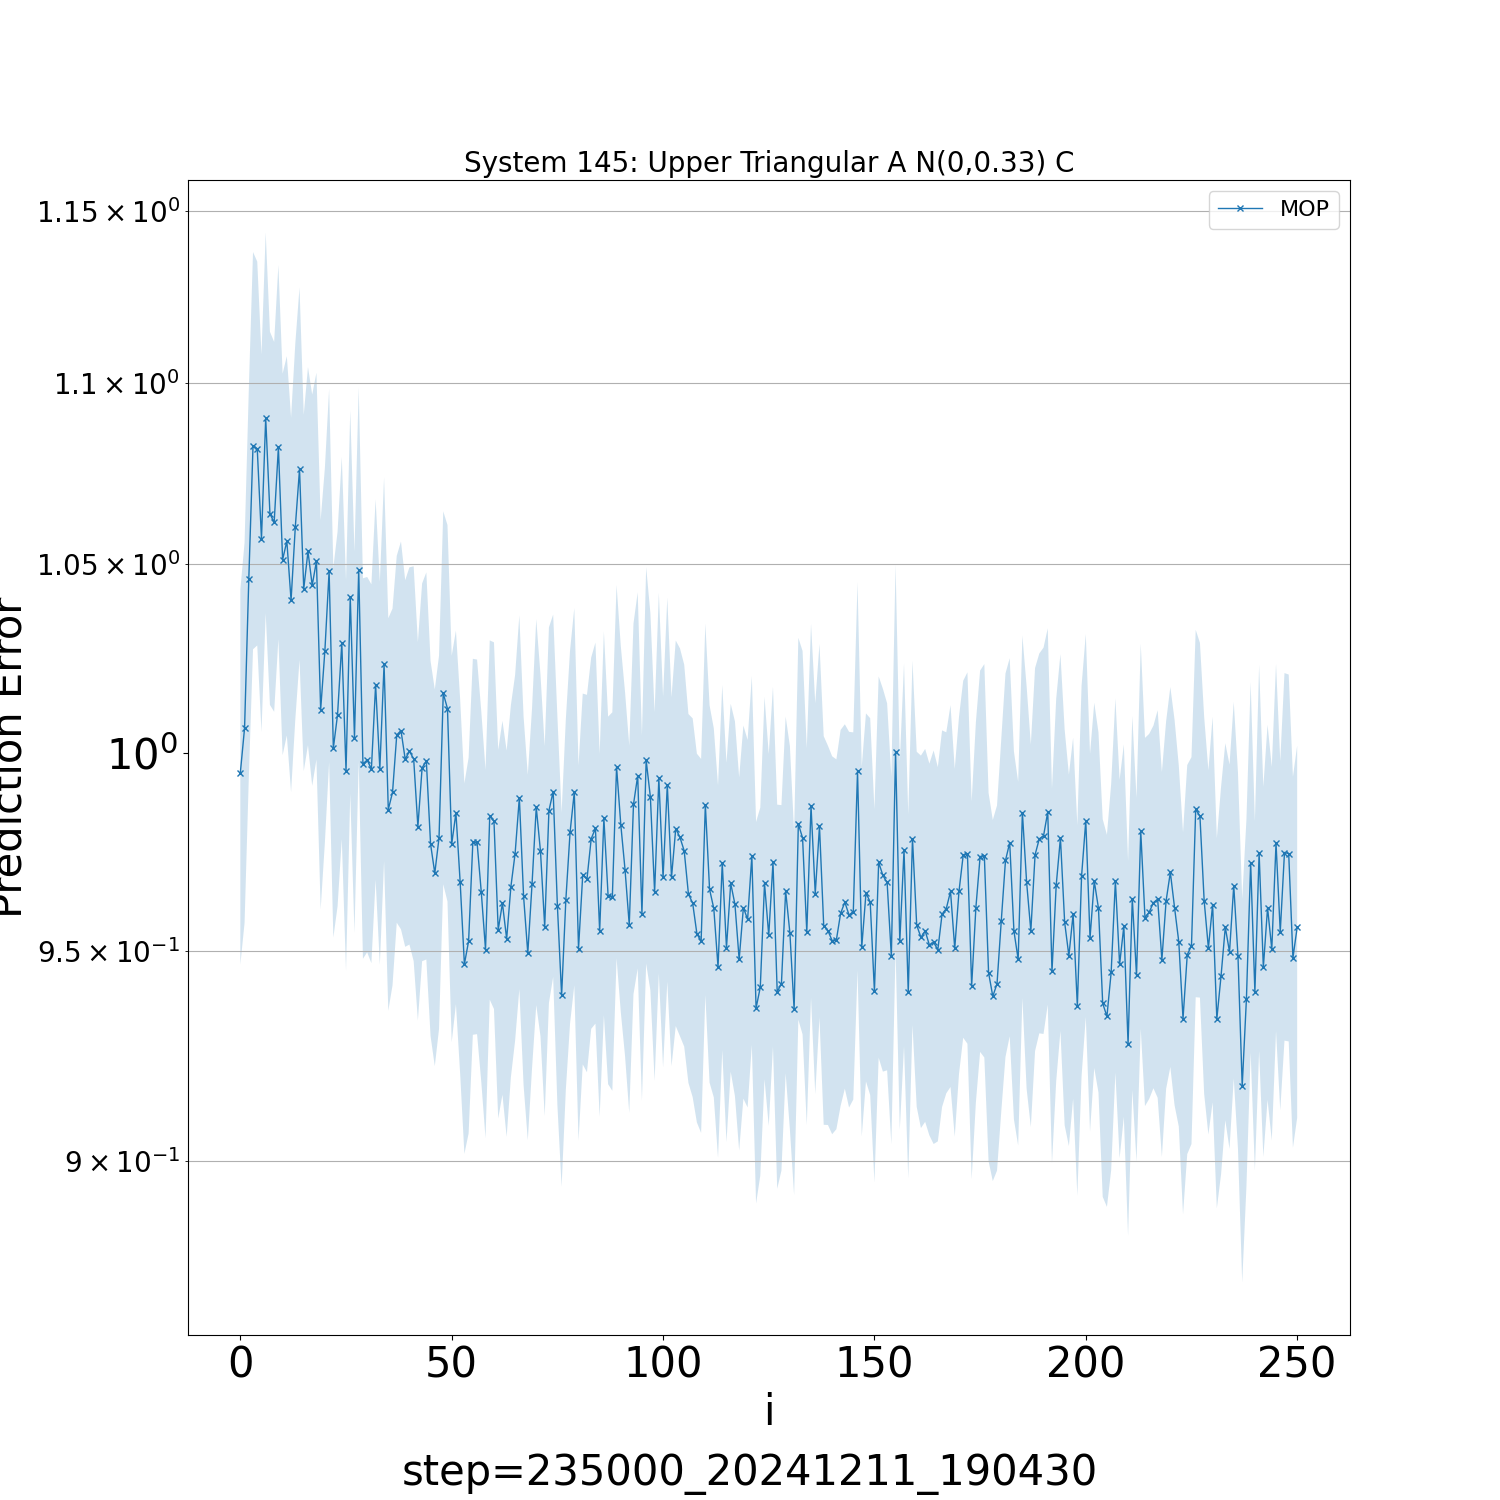 System 145: Upper Triangular A N(0,0.33) C
MOP
1.15 × 10⁰
1.1 × 10⁰
1.05 × 10⁰
10⁰
9.5 × 10⁻¹
9 × 10⁻¹
Prediction Error
0 50 100 150 200 250
i
step=235000_20241211_190430